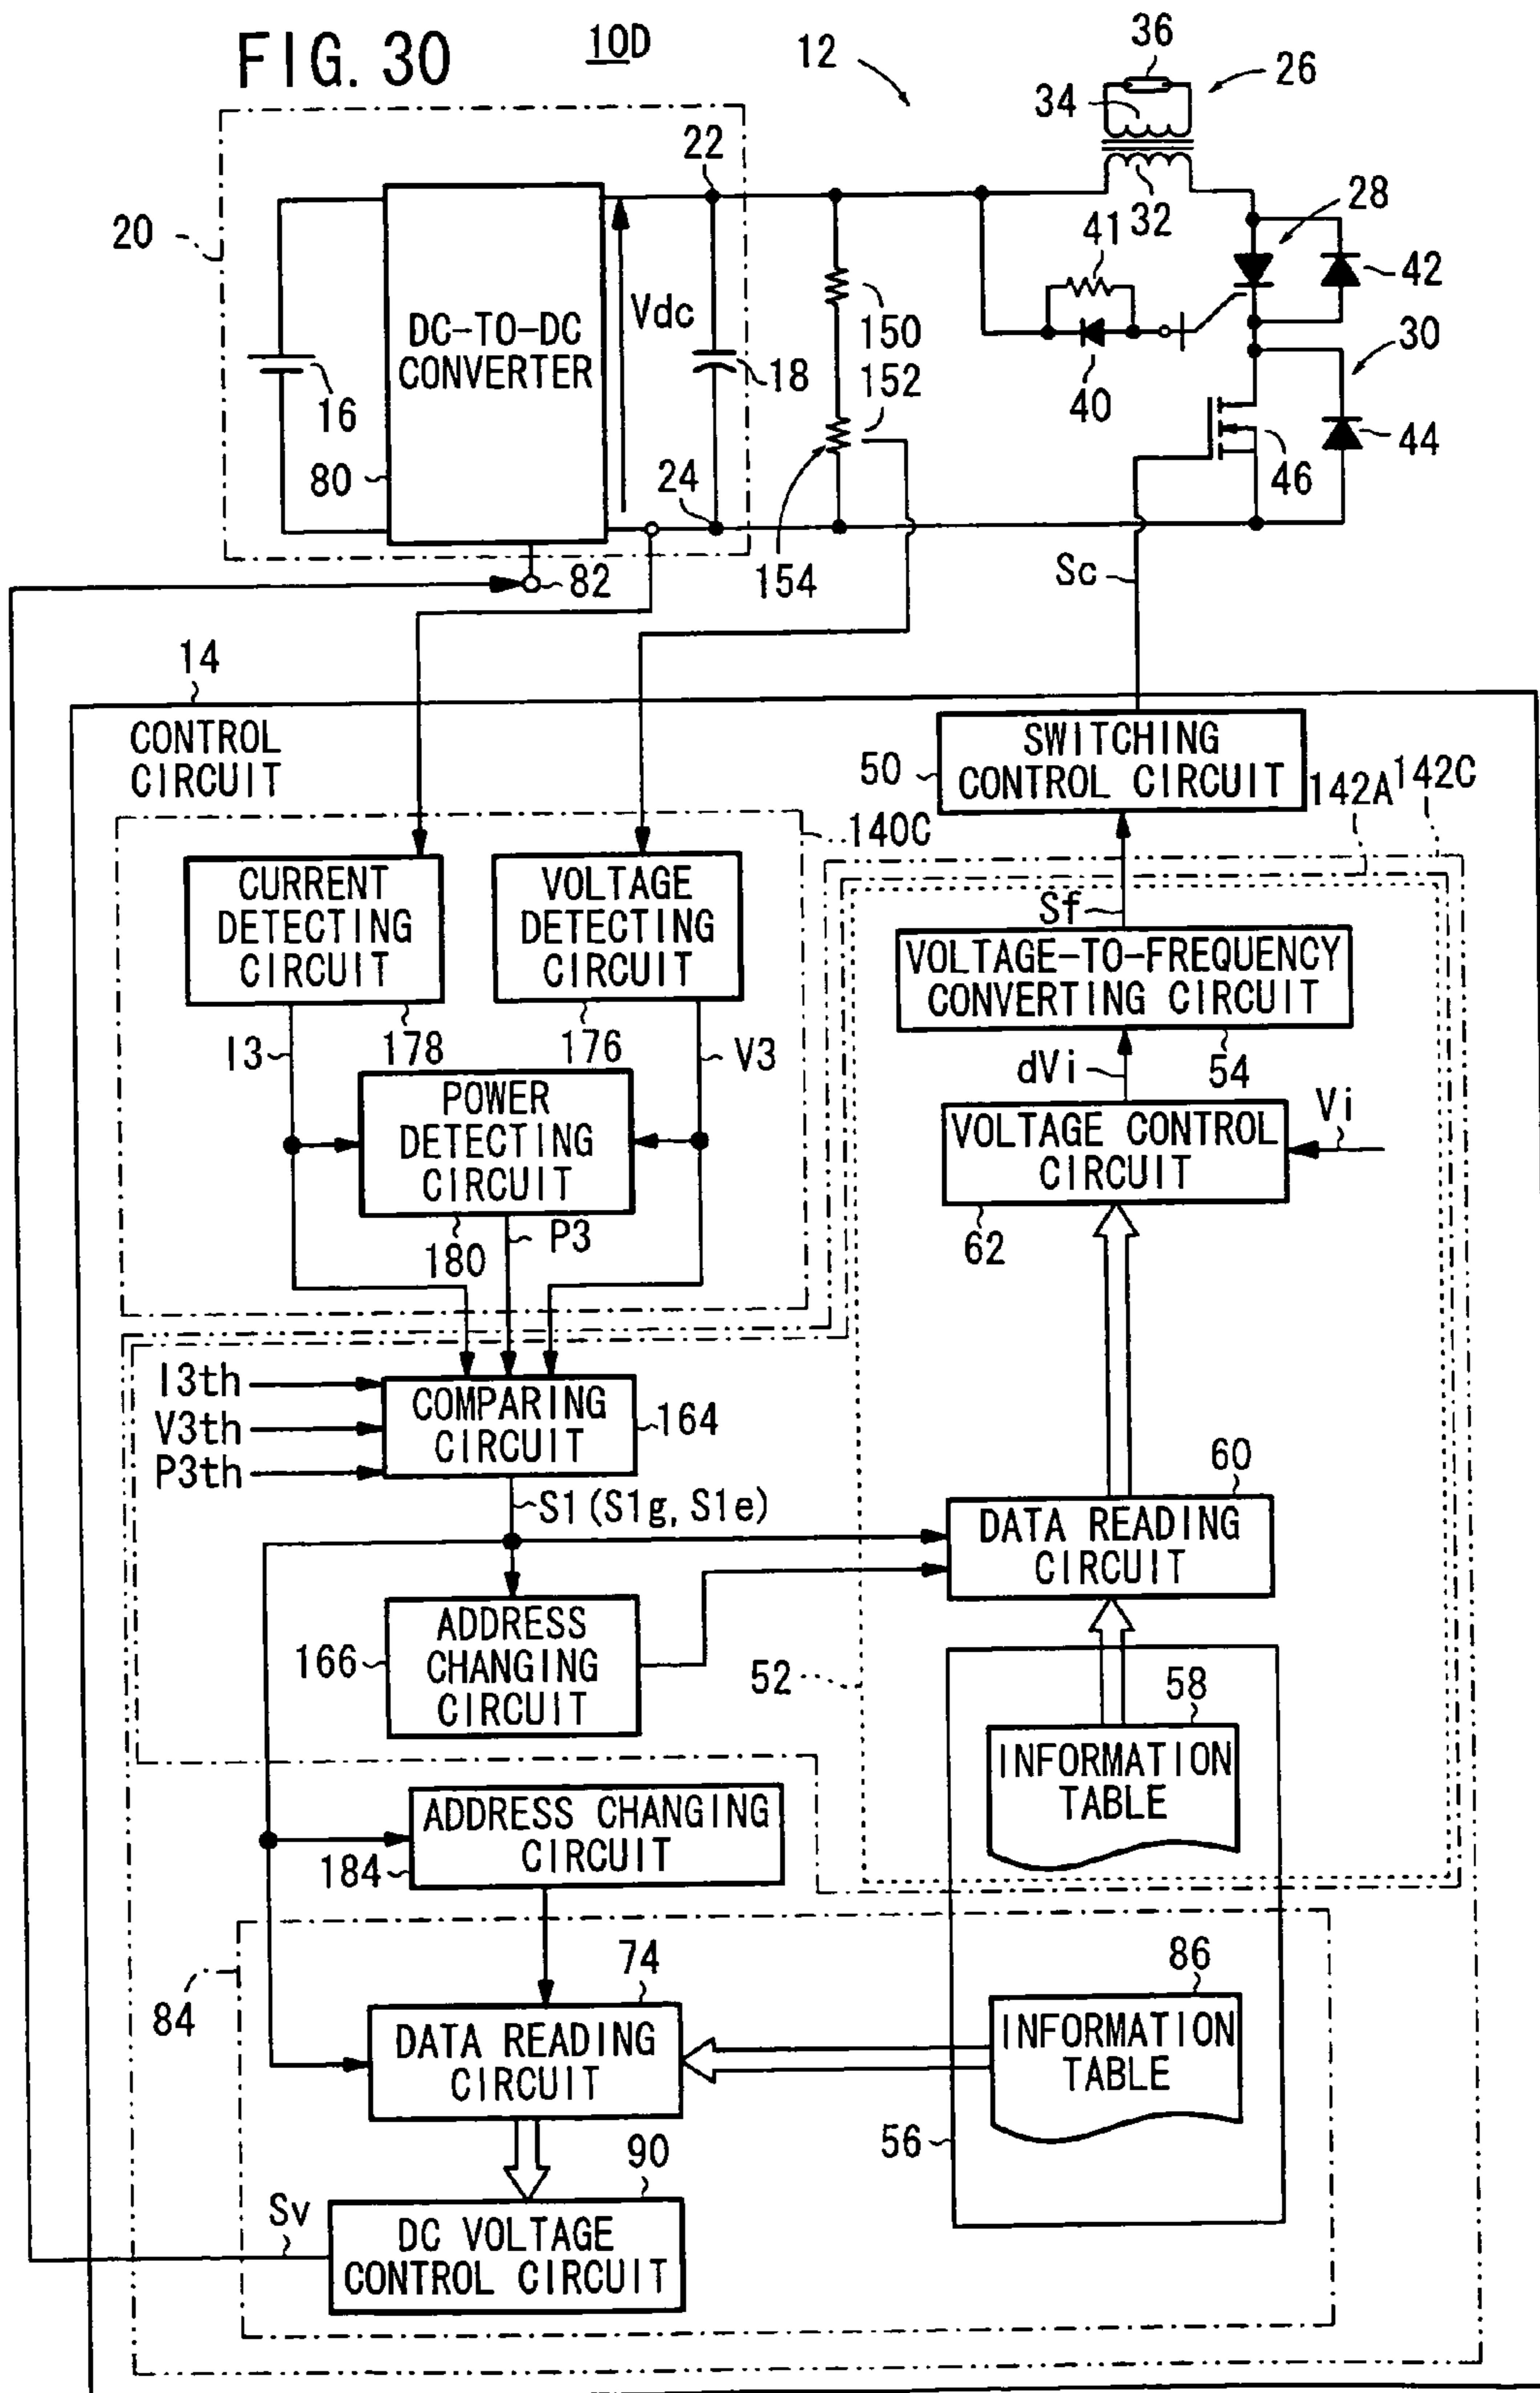 FIG. 30
10D
12
36
26
34
32
22
20
DC-TO-DC
CONVERTER
Vdc
16
18
80
24
82
150
152
154
41
40
28
42
30
44
46
Sc
14
CONTROL
CIRCUIT
50
SWITCHING
CONTROL CIRCUIT
142A
142C
140C
CURRENT
DETECTING
CIRCUIT
178
VOLTAGE
DETECTING
CIRCUIT
176
I3
V3
POWER
DETECTING
CIRCUIT
180
P3
Sf
VOLTAGE-TO-FREQUENCY
CONVERTING CIRCUIT
54
dVi
VOLTAGE CONTROL
CIRCUIT
62
Vi
I3th
V3th
P3th
COMPARING
CIRCUIT
164
S1(S1g, S1e)
60
DATA READING
CIRCUIT
ADDRESS
CHANGING
CIRCUIT
166
52
58
INFORMATION
TABLE
ADDRESS CHANGING
CIRCUIT
184
84
74
DATA READING
CIRCUIT
86
INFORMATION
TABLE
56
90
Sv
DC VOLTAGE
CONTROL CIRCUIT